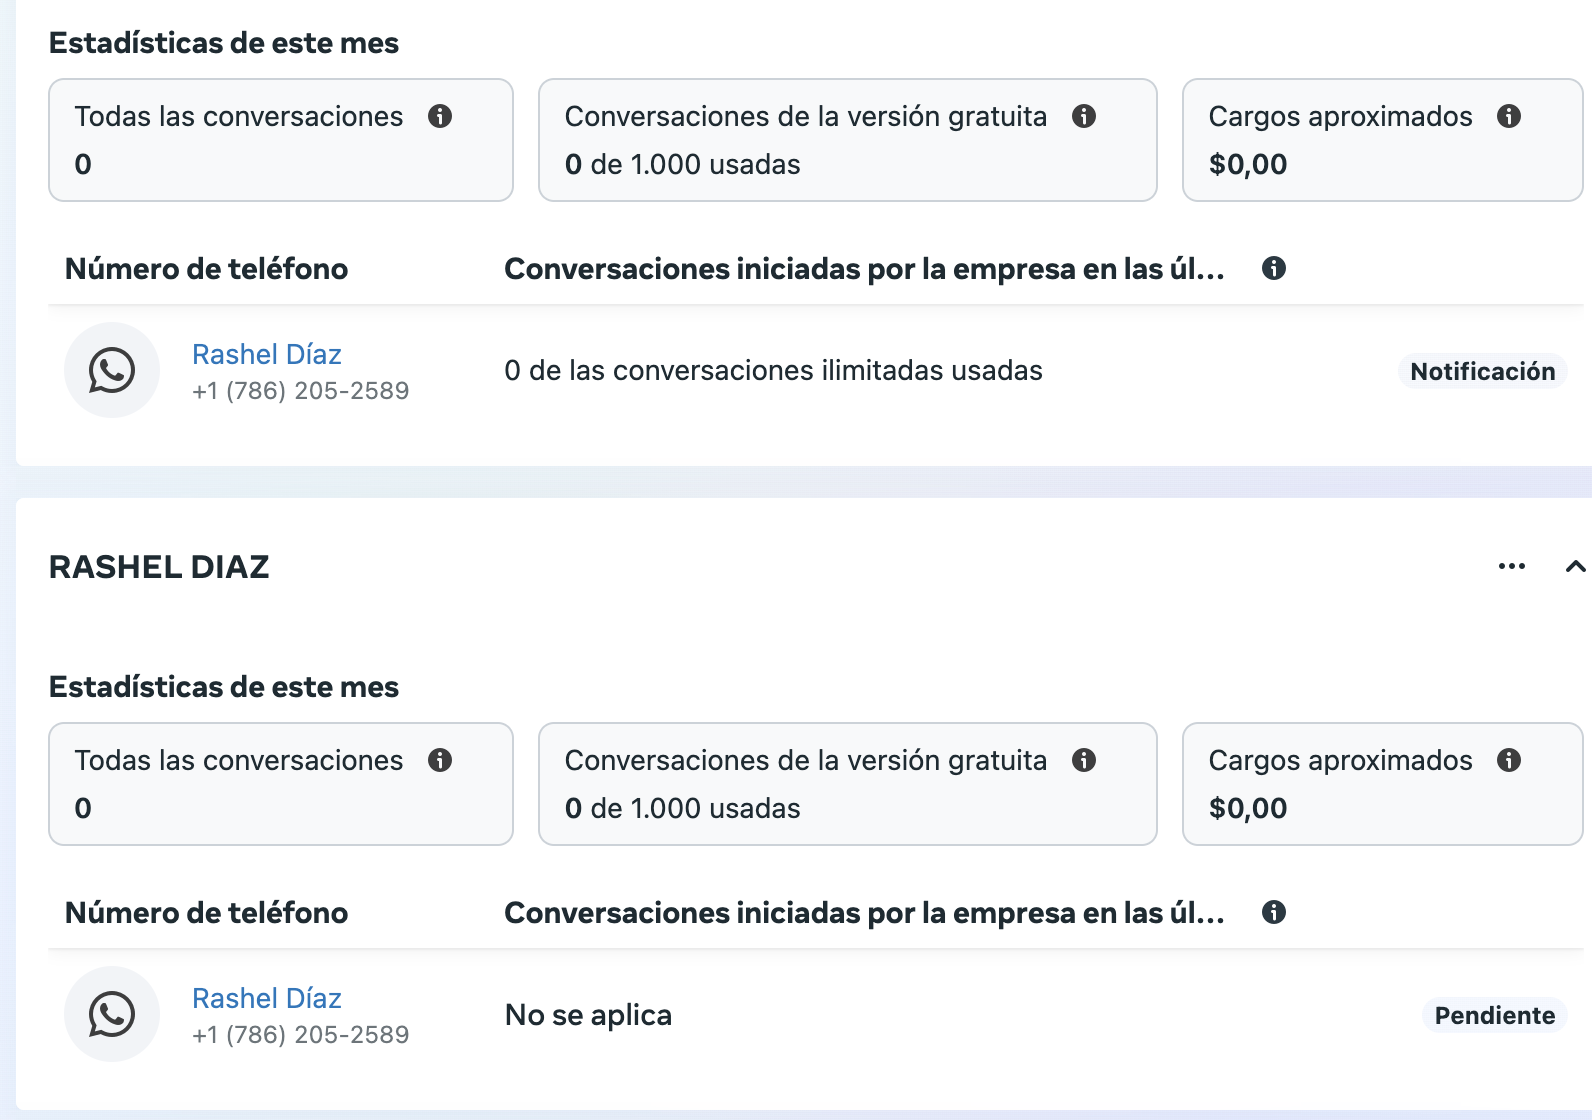 Estadísticas de este mes
Todas las conversaciones
0
Conversaciones de la versión gratuita
0 de 1.000 usadas
Cargos aproximados
$0,00
Número de teléfono
Conversaciones iniciadas por la empresa en las úl...
Rashel Díaz
+1 (786) 205-2589
0 de las conversaciones ilimitadas usadas
Notificación
RASHEL DIAZ
Estadísticas de este mes
Todas las conversaciones
0
Conversaciones de la versión gratuita
0 de 1.000 usadas
Cargos aproximados
$0,00
Número de teléfono
Conversaciones iniciadas por la empresa en las úl...
Rashel Díaz
+1 (786) 205-2589
No se aplica
Pendiente